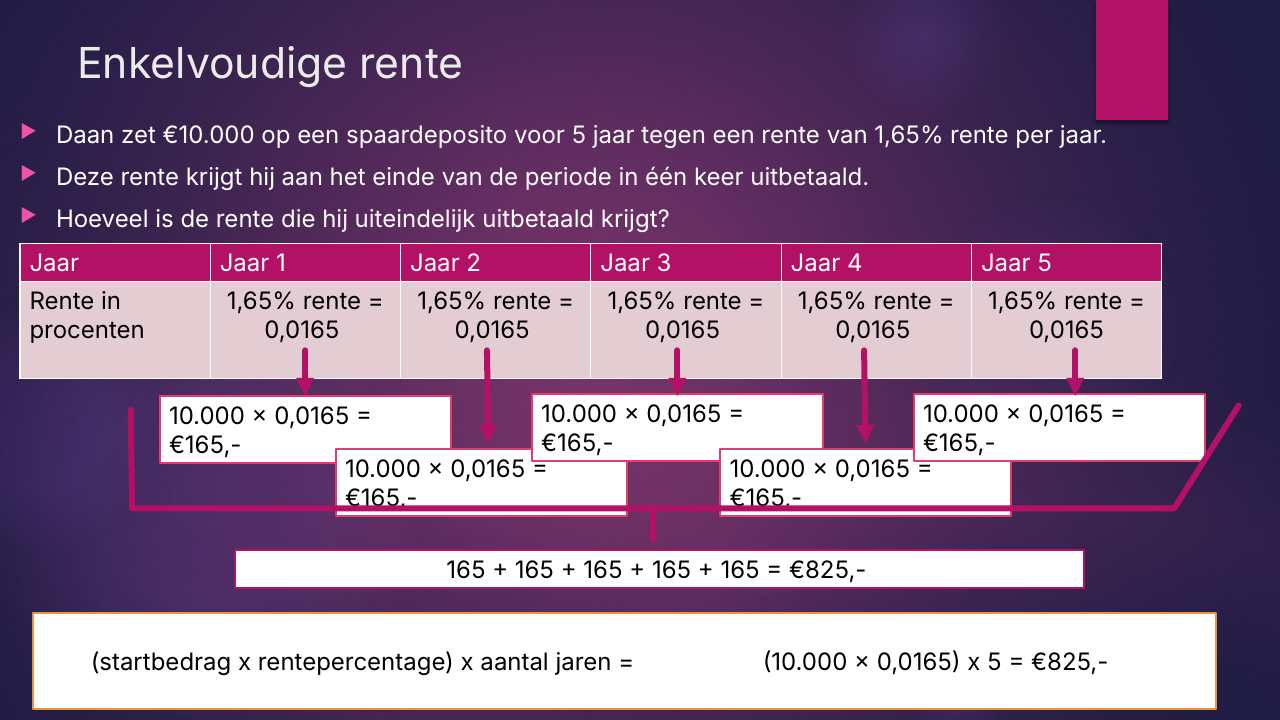 Enkelvoudige rente
Daan zet €10.000 op een spaardeposito voor 5 jaar tegen een rente van 1,65% rente per jaar.
Deze rente krijgt hij aan het einde van de periode in één keer uitbetaald.
Hoeveel is de rente die hij uiteindelijk uitbetaald krijgt?
Jaar Jaar 1 Jaar 2 Jaar 3 Jaar 4 Jaar 5
Rente in 1,65% rente = 1,65% rente = 1,65% rente = 1,65% rente = 1,65% rente =
procenten 0,0165 0,0165 0,0165 0,0165 0,0165
10.000 × 0,0165 =
€165,-
10.000 × 0,0165 =
€165,-
10.000 × 0,0165 =
€165,-
10.000 × 0,0165 =
€165,-
10.000 × 0,0165 =
€165,-
165 + 165 + 165 + 165 + 165 = €825,-
(startbedrag x rentepercentage) x aantal jaren = (10.000 × 0,0165) x 5 = €825,-